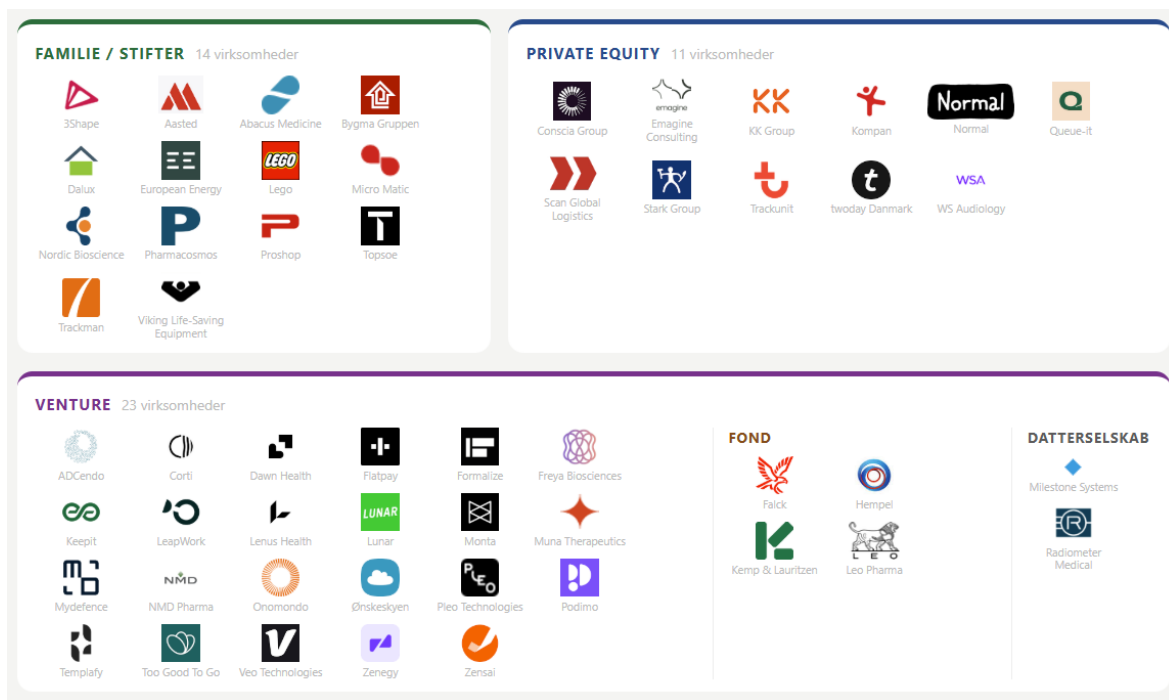 FAMILIE / STIFTER 14 virksomheder
3Shape
Aasted
Abacus Medicine
Bygma Gruppen
Dalux
European Energy
LEGO
Lego
Micro Matic
Nordic Bioscience
P
Pharmacosmos
P
Proshop
T
Topsoe
Trackman
Viking Life-Saving
Equipment
PRIVATE EQUITY 11 virksomheder
Conscia Group
emagine
Emagine
Consulting
KK
KK Group
Kompan
Normal
Normal
Q
Queue-it
Scan Global
Logistics
Stark Group
Trackunit
t
twoday Danmark
WSA
WS Audiology
VENTURE 23 virksomheder
ADCendo
Corti
Dawn Health
Flatpay
Formalize
Freya Biosciences
Keepit
LeapWork
Lenus Health
LUNAR
Lunar
Monta
Muna Therapeutics
Mydefence
NMD
NMD Pharma
Onomondo
Ønskeskyen
PLEO
Pleo Technologies
Podimo
Templafy
Too Good To Go
V
Veo Technologies
Zenegy
Zensai
FOND
Falck
Hempel
Kemp & Lauritzen
LEO
Leo Pharma
DATTERSELSKAB
Milestone Systems
R
Radiometer
Medical